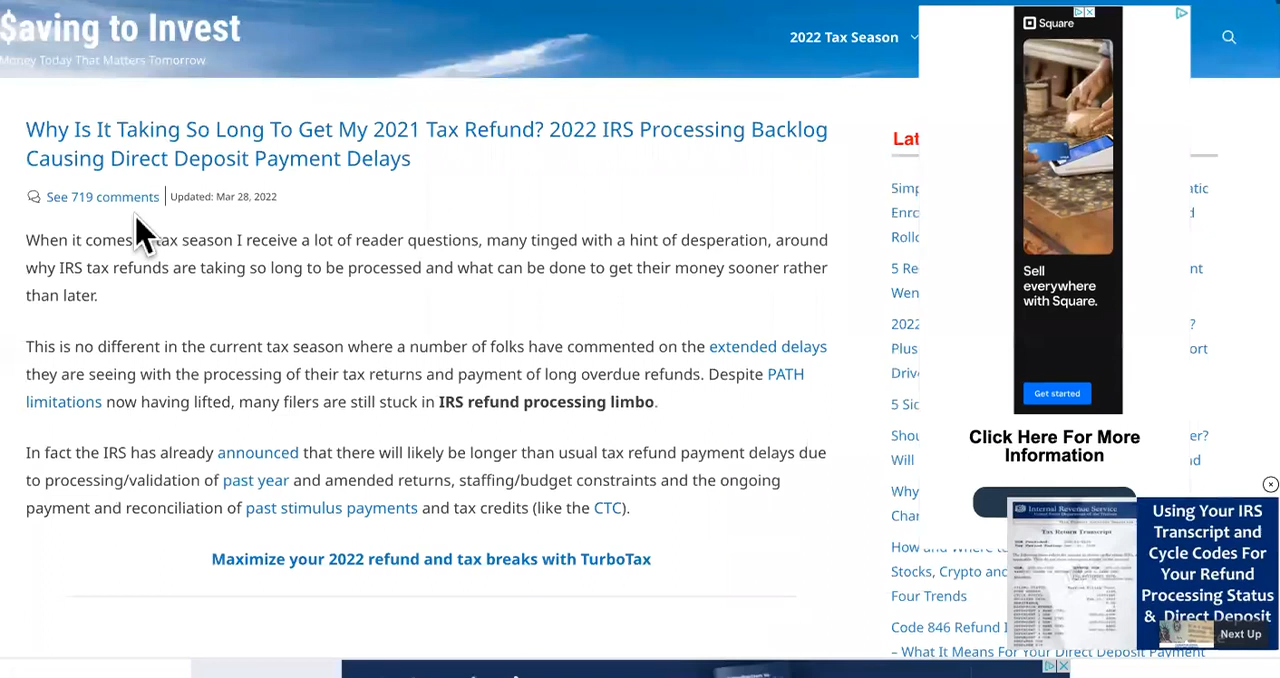 $aving to Invest
Money Today That Matters Tomorrow
2022 Tax Season
Why Is It Taking So Long To Get My 2021 Tax Refund? 2022 IRS Processing Backlog
Causing Direct Deposit Payment Delays
See 719 comments
Updated: Mar 28, 2022
When it comes tax season I receive a lot of reader questions, many tinged with a hint of desperation, around
why IRS tax refunds are taking so long to be processed and what can be done to get their money sooner rather
than later.
This is no different in the current tax season where a number of folks have commented on the extended delays
they are seeing with the processing of their tax returns and payment of long overdue refunds. Despite PATH
limitations now having lifted, many filers are still stuck in IRS refund processing limbo.
In fact the IRS has already announced that there will likely be longer than usual tax refund payment delays due
to processing/validation of past year and amended returns, staffing/budget constraints and the ongoing
payment and reconciliation of past stimulus payments and tax credits (like the CTC).
Maximize your 2022 refund and tax breaks with TurboTax
Lat
Simp
Enro
Rollo
5 Re
Wen
2022
Plus
Driv
5 Sic
Shou
Will
Why
Char
How and Where to
Stocks, Crypto and
Four Trends
Code 846 Refund I
– What It Means For Your Direct Deposit Payment
Square
Sell
everywhere
with Square.
Get started
Click Here For More
Information
Internal Revenue Service
Tax Return Transcript
Using Your IRS
Transcript and
Cycle Codes For
Your Refund
Processing Status
& Direct Deposit
Next Up